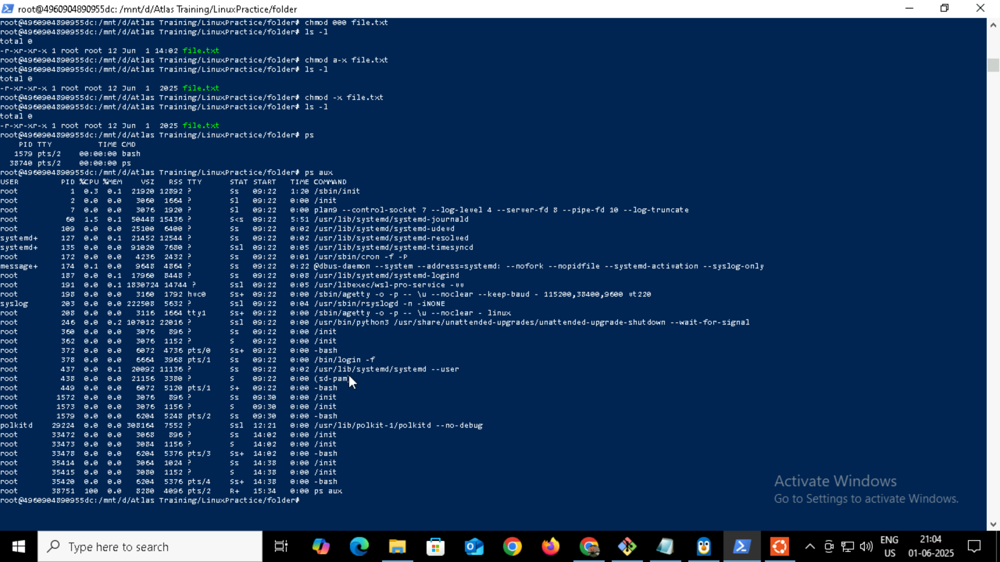 root@4960904890955dc: /mnt/d/Atlas Training/LinuxPractice/folder
root@4960904890955dc:/mnt/d/Atlas Training/LinuxPractice/folder# chmod 000 file.txt
root@4960904890955dc:/mnt/d/Atlas Training/LinuxPractice/folder# ls -l
total 0
-r-xr-xr-x 1 root root 12 Jun  1 14:02 file.txt
root@4960904890955dc:/mnt/d/Atlas Training/LinuxPractice/folder# chmod a-x file.txt
root@4960904890955dc:/mnt/d/Atlas Training/LinuxPractice/folder# ls -l
total 0
-r-xr-xr-x 1 root root 12 Jun  1  2025 file.txt
root@4960904890955dc:/mnt/d/Atlas Training/LinuxPractice/folder# chmod -x file.txt
root@4960904890955dc:/mnt/d/Atlas Training/LinuxPractice/folder# ls -l
total 0
-r-xr-xr-x 1 root root 12 Jun  1  2025 file.txt
root@4960904890955dc:/mnt/d/Atlas Training/LinuxPractice/folder# ps
PID TTY TIME CMD
1579 pts/2 00:00:00 bash
38740 pts/2 00:00:00 ps
root@4960904890955dc:/mnt/d/Atlas Training/LinuxPractice/folder# ps aux
USER PID %CPU %MEM VSZ RSS TTY STAT START TIME COMMAND
root 1 0.3 0.1 21920 12892 ? Ss 09:22 1:20 /sbin/init
root 2 0.0 0.0 3060 1664 ? Sl 09:22 0:00 /init
root 7 0.0 0.0 3076 1920 ? Sl 09:22 0:00 plan9 --control-socket 7 --log-level 4 --server-fd 8 --pipe-fd 10 --log-truncate
root 60 1.5 0.1 50448 15436 ? S<s 09:22 5:51 /usr/lib/systemd/systemd-journald
root 109 0.0 0.0 25100 6400 ? Ss 09:22 0:02 /usr/lib/systemd/systemd-udevd
systemd+ 127 0.0 0.1 21452 12544 ? Ss 09:22 0:02 /usr/lib/systemd/systemd-resolved
systemd+ 135 0.0 0.0 91020 7680 ? Ssl 09:22 0:05 /usr/lib/systemd/systemd-timesyncd
root 172 0.0 0.0 4236 2432 ? Ss 09:22 0:01 /usr/sbin/cron -f -P
message+ 174 0.1 0.0 9648 4864 ? Ss 09:22 0:22 @dbus-daemon --system --address=systemd: --nofork --nopidfile --systemd-activation --syslog-only
root 187 0.0 0.1 17960 8448 ? Ss 09:22 0:08 /usr/lib/systemd/systemd-logind
root 191 0.0 0.1 1830724 14744 ? Ssl 09:22 0:05 /usr/libexec/wsl-pro-service -vv
root 198 0.0 0.0 3160 1792 hvc0 Ss+ 09:22 0:00 /sbin/agetty -o -p -- \u --noclear --keep-baud - 115200,38400,9600 vt220
syslog 203 0.0 0.0 222508 5632 ? Ssl 09:22 0:04 /usr/sbin/rsyslogd -n -iNONE
root 208 0.0 0.0 3116 1664 tty1 Ss+ 09:22 0:00 /sbin/agetty -o -p -- \u --noclear - linux
root 246 0.0 0.2 107012 22016 ? Ssl 09:22 0:00 /usr/bin/python3 /usr/share/unattended-upgrades/unattended-upgrade-shutdown --wait-for-signal
root 360 0.0 0.0 3076 896 ? Ss 09:22 0:00 /init
root 362 0.0 0.0 3076 1152 ? S 09:22 0:00 /init
root 372 0.0 0.0 6072 4736 pts/0 Ss+ 09:22 0:00 -bash
root 378 0.0 0.0 6664 3968 pts/1 Ss 09:22 0:00 /bin/login -f
root 437 0.0 0.1 20092 11136 ? Ss 09:22 0:02 /usr/lib/systemd/systemd --user
root 438 0.0 0.0 21156 3380 ? S 09:22 0:00 (sd-pam)
root 449 0.0 0.0 6072 5120 pts/1 S+ 09:22 0:00 -bash
root 1572 0.0 0.0 3076 896 ? Ss 09:30 0:00 /init
root 1573 0.0 0.0 3076 1156 ? S 09:30 0:00 /init
root 1579 0.0 0.0 6204 5248 pts/2 Ss 09:30 0:00 -bash
polkitd 29224 0.0 0.0 308164 7552 ? Ssl 12:21 0:00 /usr/lib/polkit-1/polkitd --no-debug
root 33472 0.0 0.0 3068 896 ? Ss 14:02 0:00 /init
root 33473 0.0 0.0 3084 1156 ? S 14:02 0:00 /init
root 33478 0.0 0.0 6204 5376 pts/3 Ss+ 14:02 0:00 -bash
root 35414 0.0 0.0 3064 1024 ? Ss 14:38 0:00 /init
root 35415 0.0 0.0 3080 1152 ? S 14:38 0:00 /init
root 35420 0.0 0.0 6204 5376 pts/4 Ss+ 14:38 0:00 -bash
root 38751 100 0.0 8280 4096 pts/2 R+ 15:34 0:00 ps aux
root@4960904890955dc:/mnt/d/Atlas Training/LinuxPractice/folder#
Activate Windows
Go to Settings to activate Windows.
Type here to search
ENG
US
21:04
01-06-2025